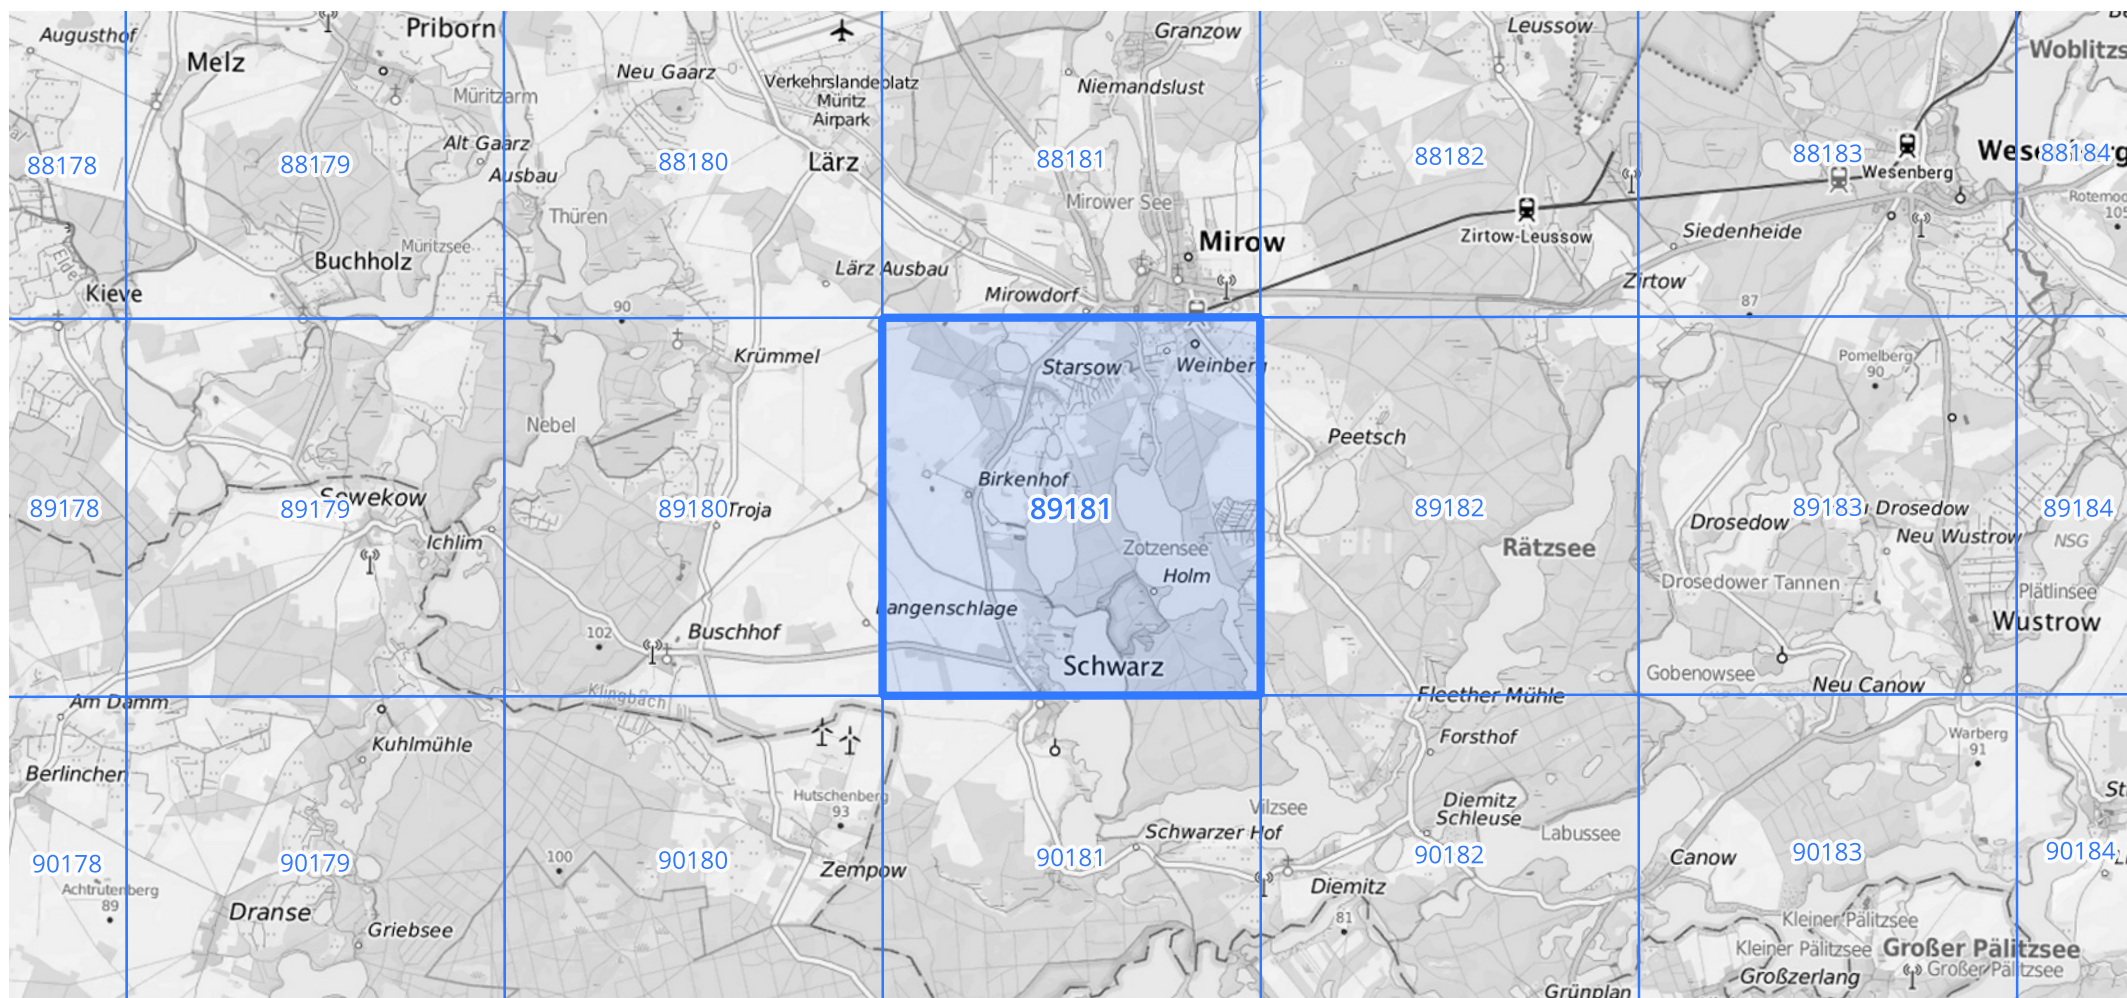 Augusthof
Melz
Priborn
Granzow
Leussow
Woblitzs
Neu Gaarz
Verkehrslandeplatz
Müritz
Airpark
Niemandslust
Müritzarm
Alt Gaarz
Ausbau
88178
88179
88180
Lärz
88181
88182
88183
Wesenberg
88184
Thüren
Mirower See
Rotemoo
105
Müritzsee
Buchholz
Mirow
Zirtow-Leussow
Siedenheide
Lärz Ausbau
Elde
Kieve
Mirowdorf
Zirtow
90
87
Krümmel
Starsow
Weinberg
Pomelberg
90
Nebel
Peetsch
Birkenhof
Sewekow
89178
89179
89180
Troja
89181
89182
89183
Drosedow
89184
Drosedow
Neu Wustrow
Ichlim
Zotzensee
Rätzsee
NSG
Holm
Drosedower Tannen
Plätlinsee
Langenschlage
Wustrow
102
Buschhof
Schwarz
Gobenowsee
Neu Canow
Klingbach
Fleether Mühle
Am Damm
Kuhlmühle
Forsthof
Warberg
91
Berlinchen
Hutschenberg
93
Vilzsee
Diemitz
Schleuse
St
Schwarzer Hof
Labussee
90178
90179
100
90180
Zempow
90181
90182
Canow
90183
90184
Achtrutenberg
89
Diemitz
Dranse
Griebsee
81
Kleiner Pälitzsee
Kleiner Pälitzsee
Großer Pälitzsee
Großer Pälitzsee
Großzerlang
Grünplan